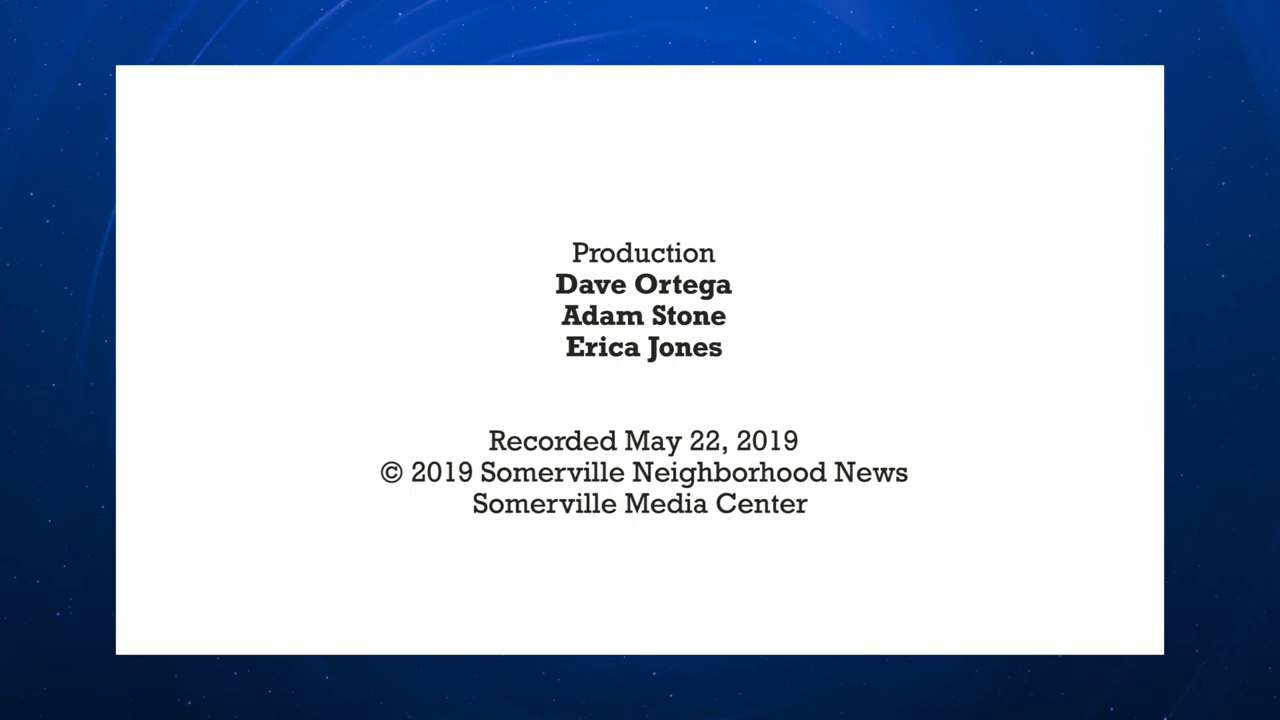 Production
Dave Ortega
Adam Stone
Erica Jones
Recorded May 22, 2019
© 2019 Somerville Neighborhood News
Somerville Media Center